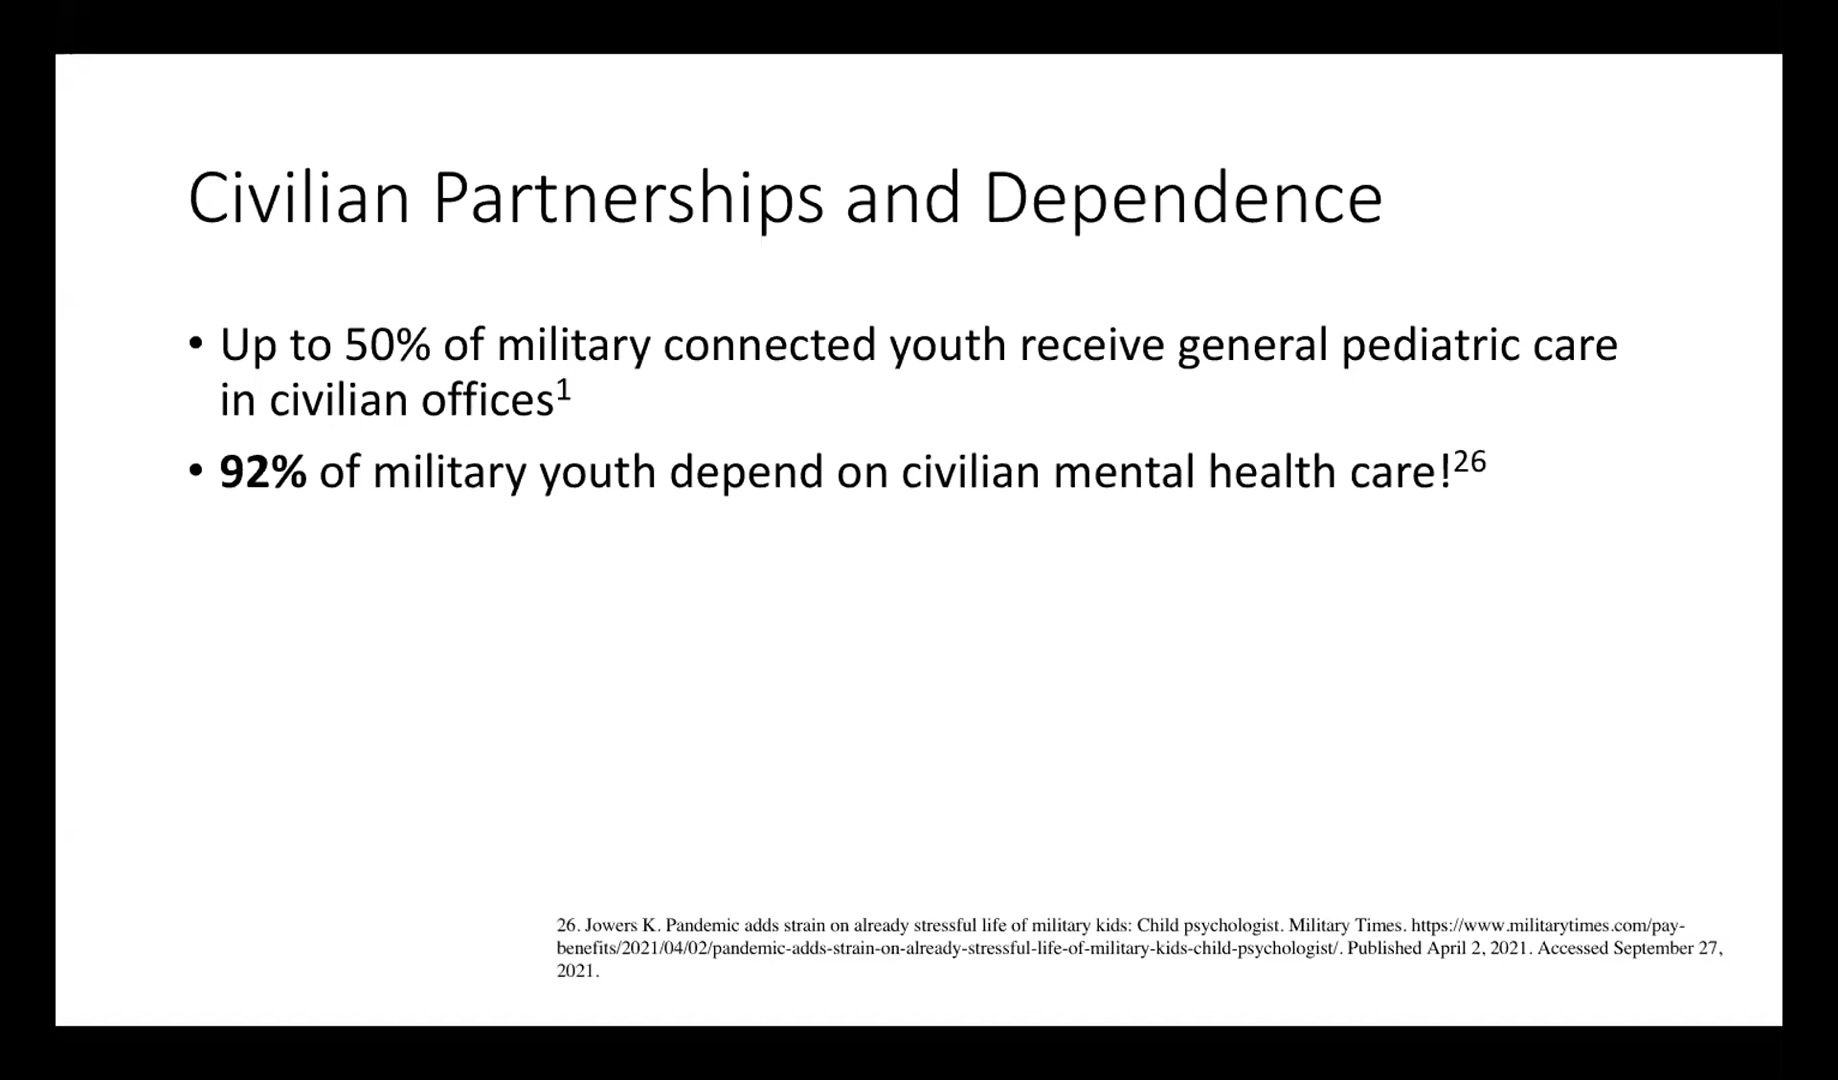 Civilian Partnerships and Dependence
• Up to 50% of military connected youth receive general pediatric care
in civilian offices¹
• 92% of military youth depend on civilian mental health care!²⁶
26. Jowers K. Pandemic adds strain on already stressful life of military kids: Child psychologist. Military Times. https://www.militarytimes.com/pay-
benefits/2021/04/02/pandemic-adds-strain-on-already-stressful-life-of-military-kids-child-psychologist/. Published April 2, 2021. Accessed September 27,
2021.